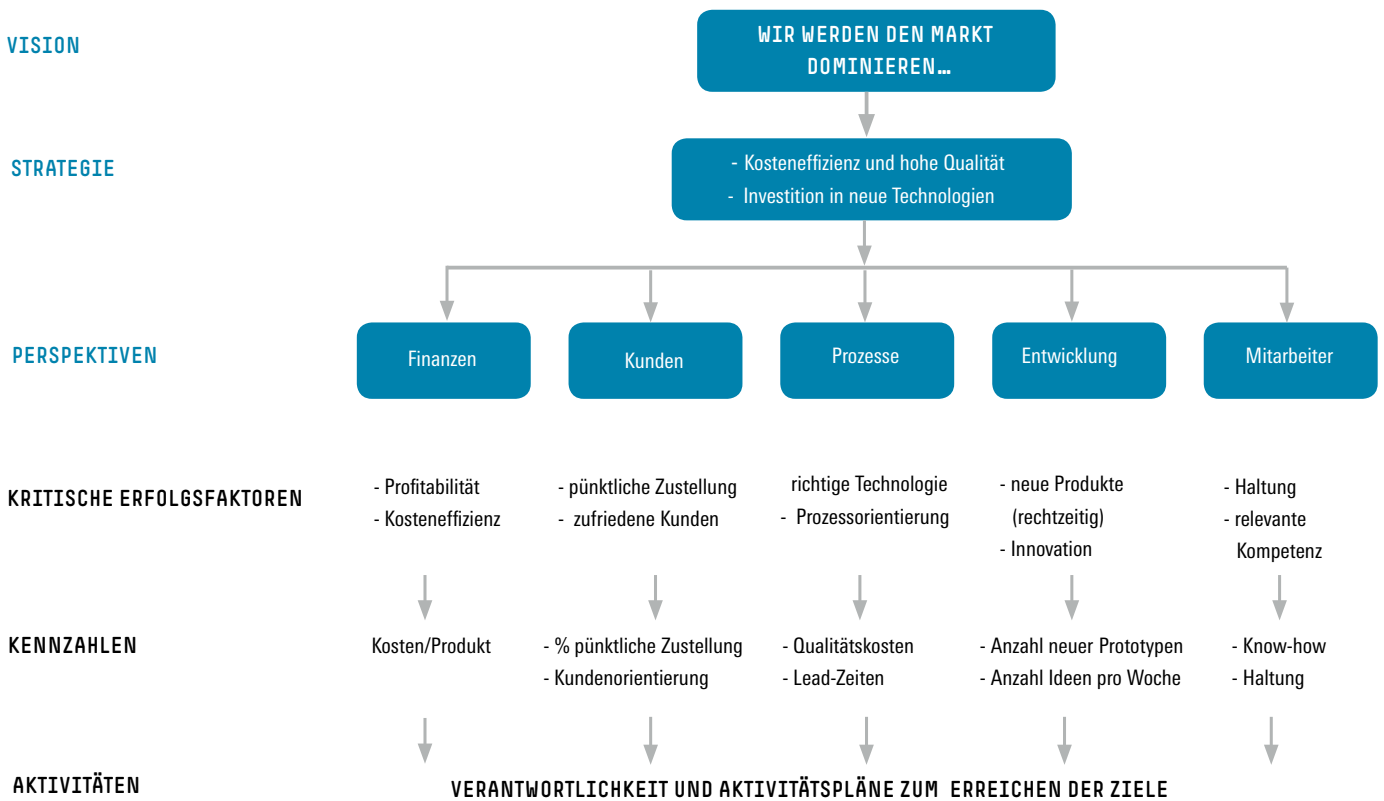 VISION
WIR WERDEN DEN MARKT
DOMINIEREN…
STRATEGIE
- Kosteneffizienz und hohe Qualität
- Investition in neue Technologien
PERSPEKTIVEN
Finanzen
Kunden
Prozesse
Entwicklung
Mitarbeiter
KRITISCHE ERFOLGSFAKTOREN
- Profitabilität
- Kosteneffizienz
- pünktliche Zustellung
- zufriedene Kunden
richtige Technologie
- Prozessorientierung
- neue Produkte
(rechtzeitig)
- Innovation
- Haltung
- relevante
Kompetenz
KENNZAHLEN
Kosten/Produkt
- % pünktliche Zustellung
- Kundenorientierung
- Qualitätskosten
- Lead-Zeiten
- Anzahl neuer Prototypen
- Anzahl Ideen pro Woche
- Know-how
- Haltung
AKTIVITÄTEN
VERANTWORTLICHKEIT UND AKTIVITÄTSPLÄNE ZUM ERREICHEN DER ZIELE